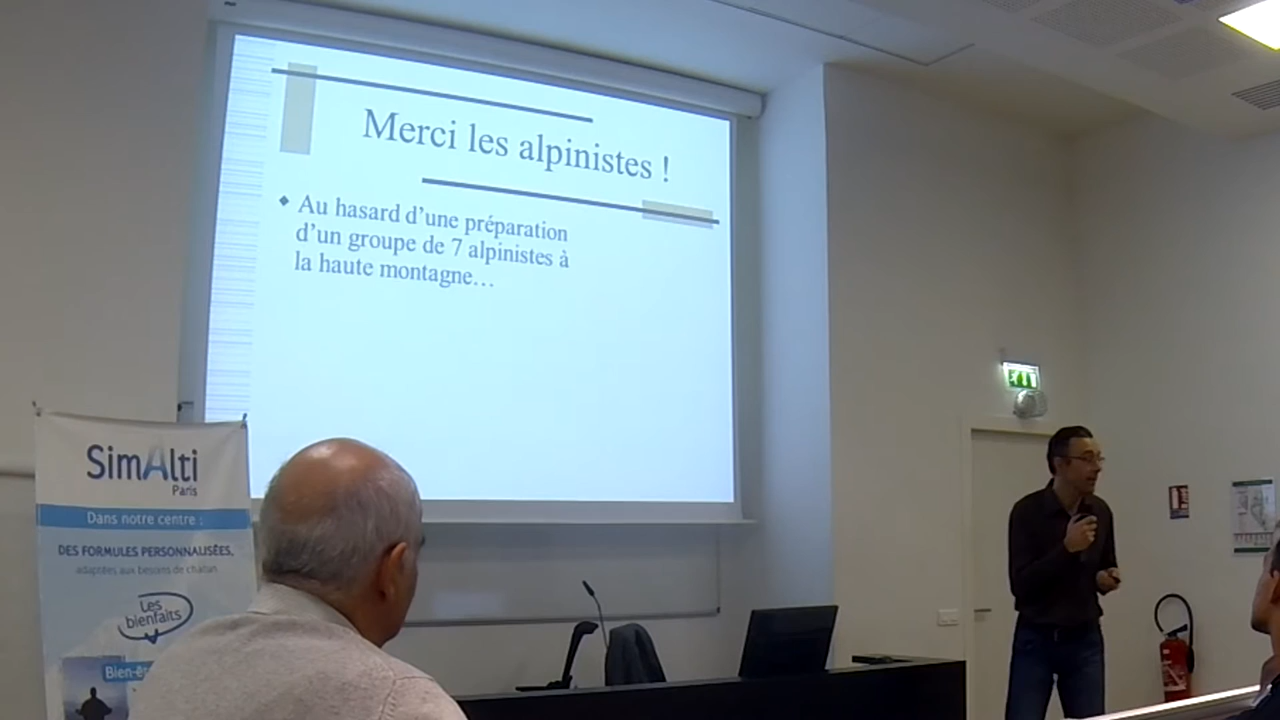 Merci les alpinistes !
Au hasard d'une préparation
d'un groupe de 7 alpinistes à
la haute montagne…
SimAlti
Paris
Dans notre centre :
DES FORMULES PERSONNALISÉES,
adaptées aux besoins de chacun
Les
bienfaits